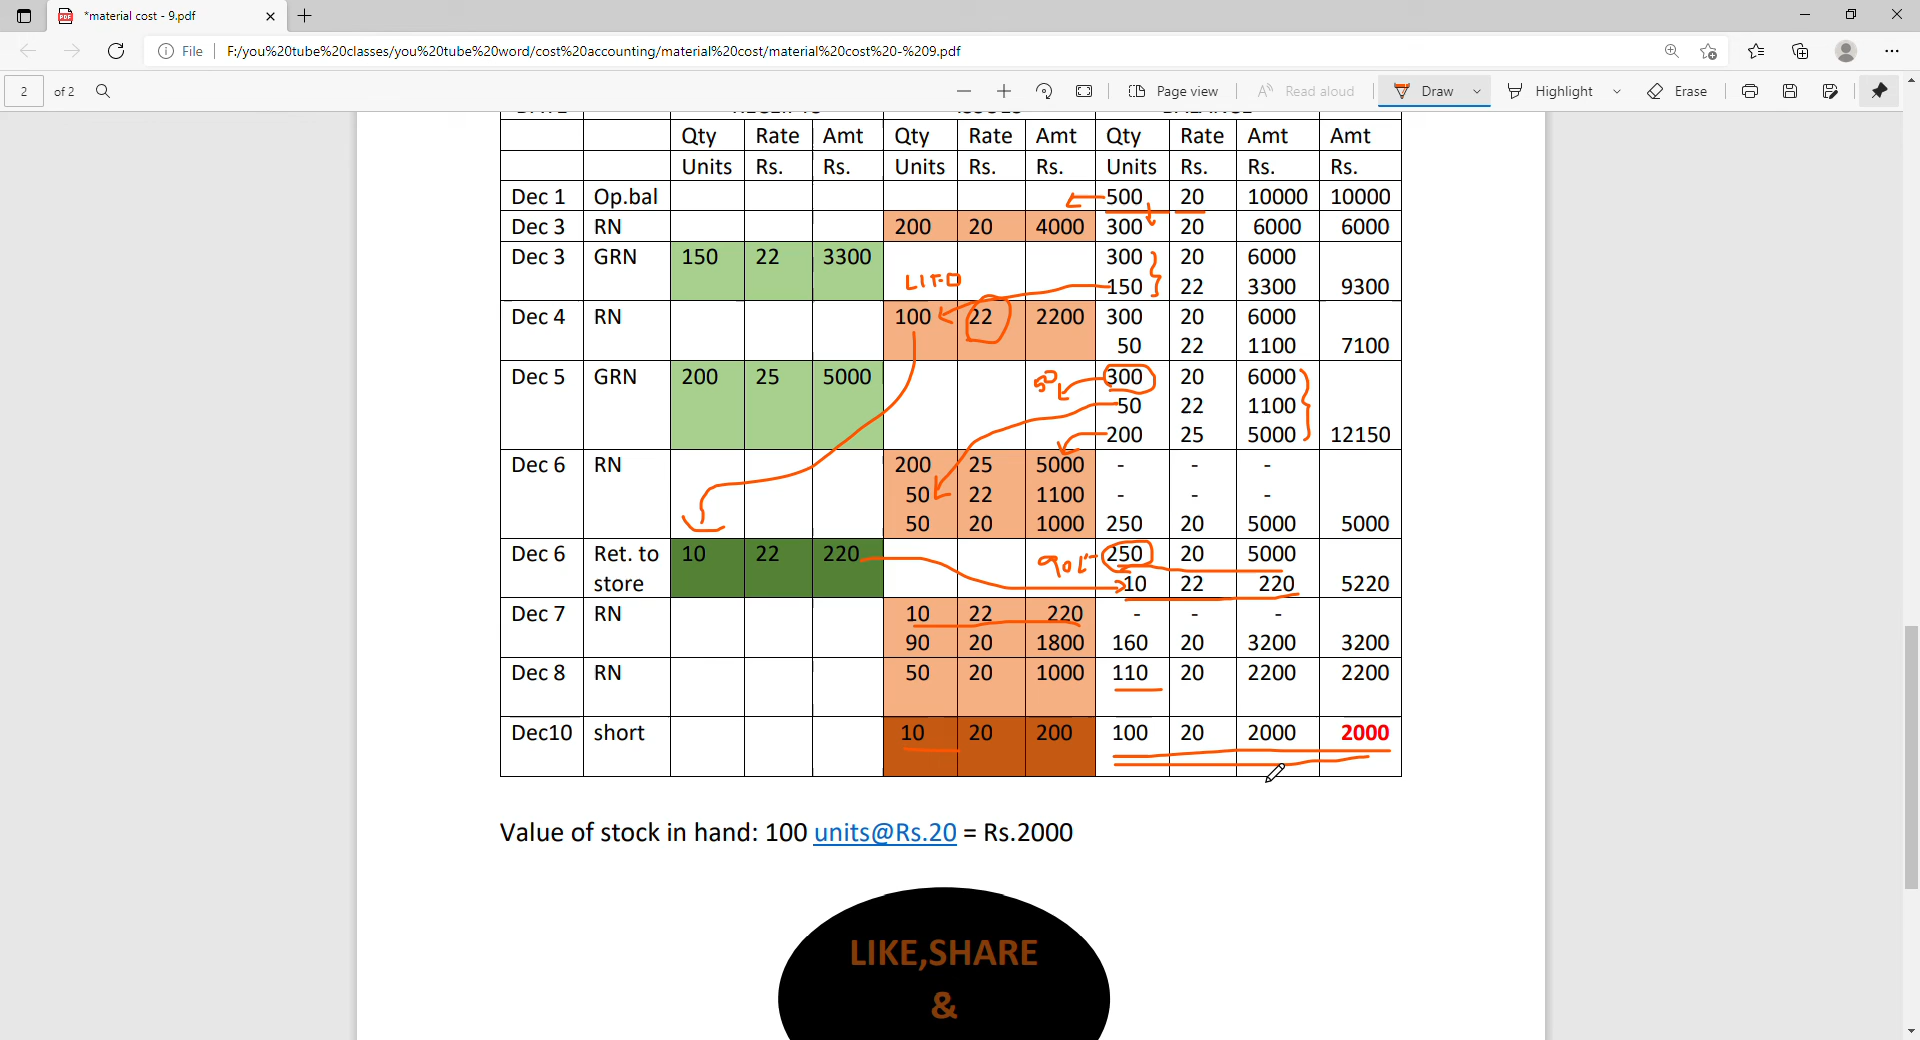 *material cost - 9.pdf
File F:/you%20tube%20classes/you%20tube%20word/cost%20accounting/material%20cost/material%20cost%20-%209.pdf
2 of 2 Page view Read aloud Draw Highlight Erase
Qty Rate Amt Qty Rate Amt Qty Rate Amt Amt
Units Rs. Rs. Units Rs. Rs. Units Rs. Rs. Rs.
Dec 1 Op.bal 500 20 10000 10000
Dec 3 RN 200 20 4000 300 20 6000 6000
Dec 3 GRN 150 22 3300 300 20 6000
LIFO 150 22 3300 9300
Dec 4 RN 100 22 2200 300 20 6000
50 22 1100 7100
Dec 5 GRN 200 25 5000 50 300 20 6000
50 22 1100
200 25 5000 12150
Dec 6 RN 200 25 5000 - - -
50 22 1100 - - -
50 20 1000 250 20 5000 5000
Dec 6 Ret. to 10 22 220 90 250 20 5000
store 10 22 220 5220
Dec 7 RN 10 22 220 - - -
90 20 1800 160 20 3200 3200
Dec 8 RN 50 20 1000 110 20 2200 2200
Dec10 short 10 20 200 100 20 2000 2000
Value of stock in hand: 100 units@Rs.20 = Rs.2000
LIKE,SHARE
&